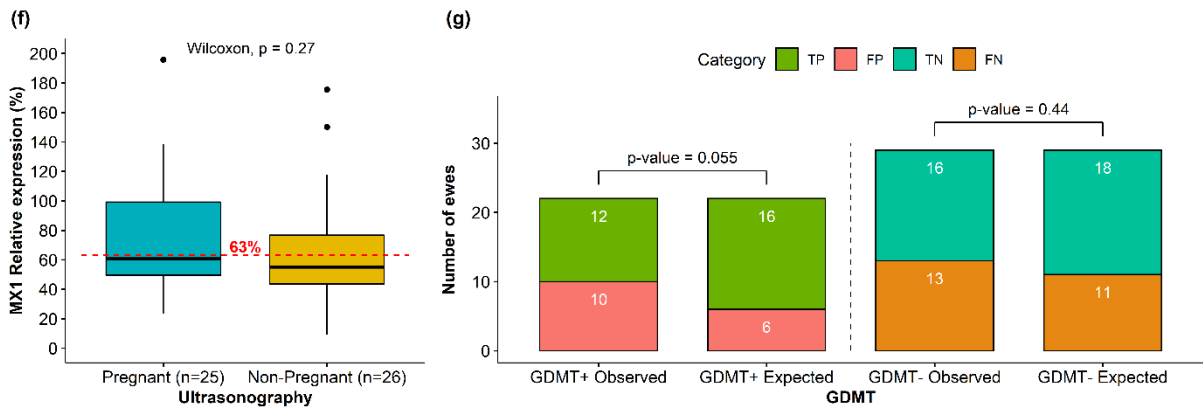 (f)
Wilcoxon, p = 0.27
MX1 Relative expression (%)
200
180
160
140
120
100
80
60
40
20
0
63%
Pregnant (n=25)
Non-Pregnant (n=26)
Ultrasonography
(g)
Category TP FP TN FN
p-value = 0.055
p-value = 0.44
Number of ewes
30
20
10
0
12
10
16
6
16
13
18
11
GDMT+ Observed
GDMT+ Expected
GDMT- Observed
GDMT- Expected
GDMT